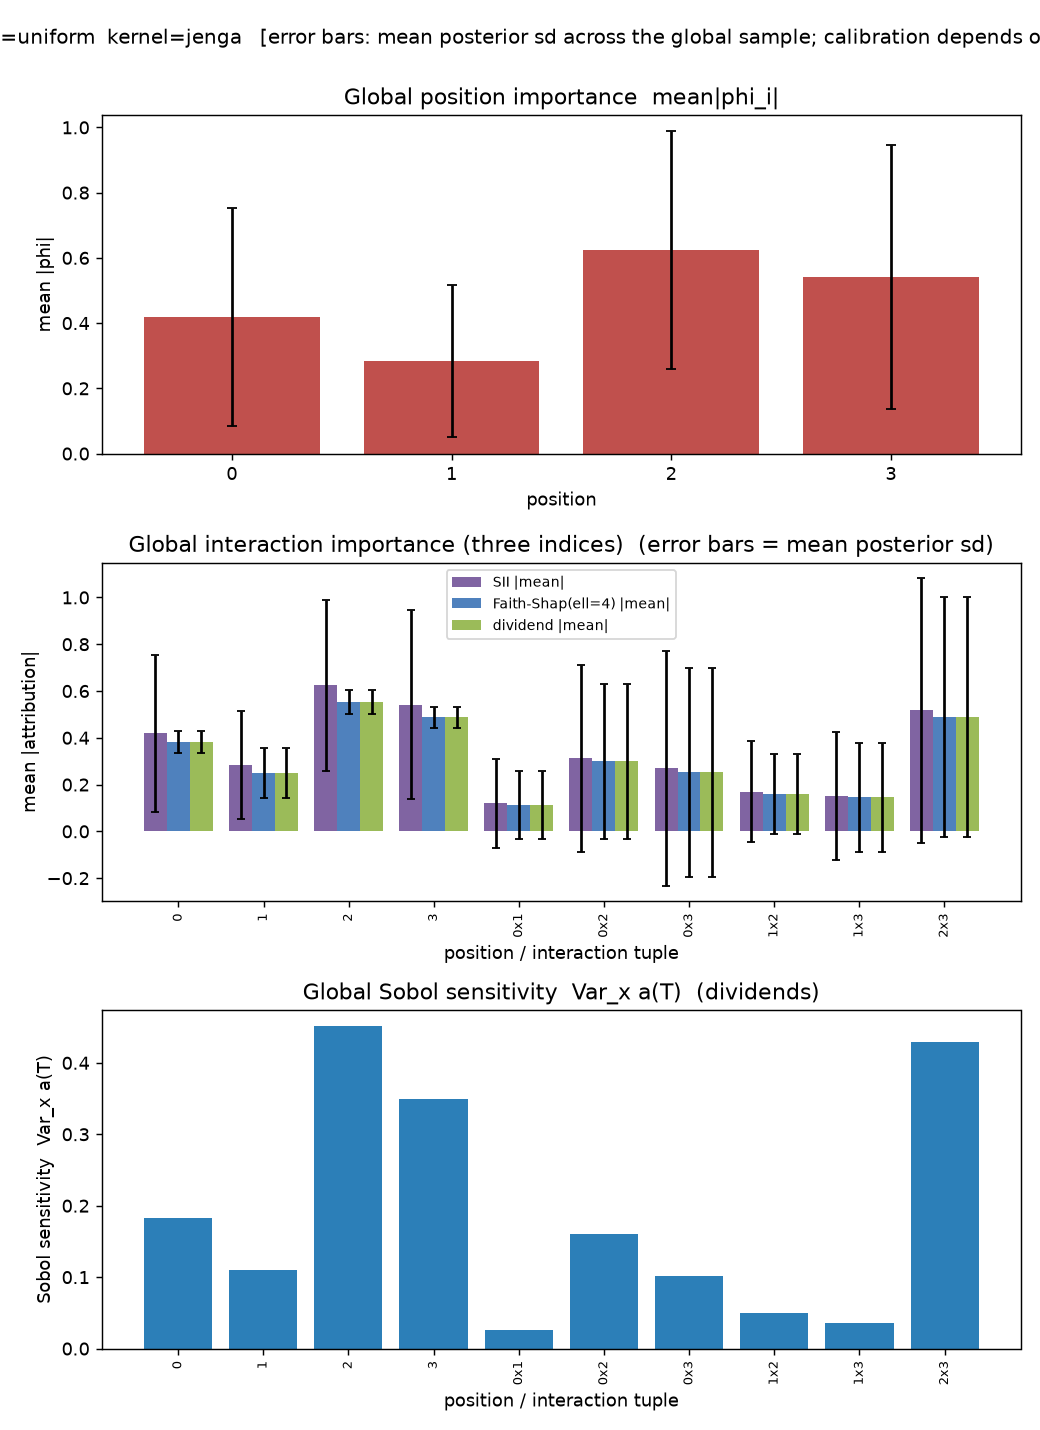 =uniform kernel=jenga [error bars: mean posterior sd across the global sample; calibration depends o
Global position importance mean|phi_i|
1.0
0.8
0.6
0.4
0.2
0.0
mean |phi|
0 1 2 3
position
Global interaction importance (three indices) (error bars = mean posterior sd)
SII |mean|
Faith-Shap(ell=4) |mean|
dividend |mean|
1.0
0.8
0.6
0.4
0.2
0.0
−0.2
mean |attribution|
0 1 2 3 0x1 0x2 0x3 1x2 1x3 2x3
position / interaction tuple
Global Sobol sensitivity Var_x a(T) (dividends)
0.4
0.3
0.2
0.1
0.0
Sobol sensitivity Var_x a(T)
0 1 2 3 0x1 0x2 0x3 1x2 1x3 2x3
position / interaction tuple